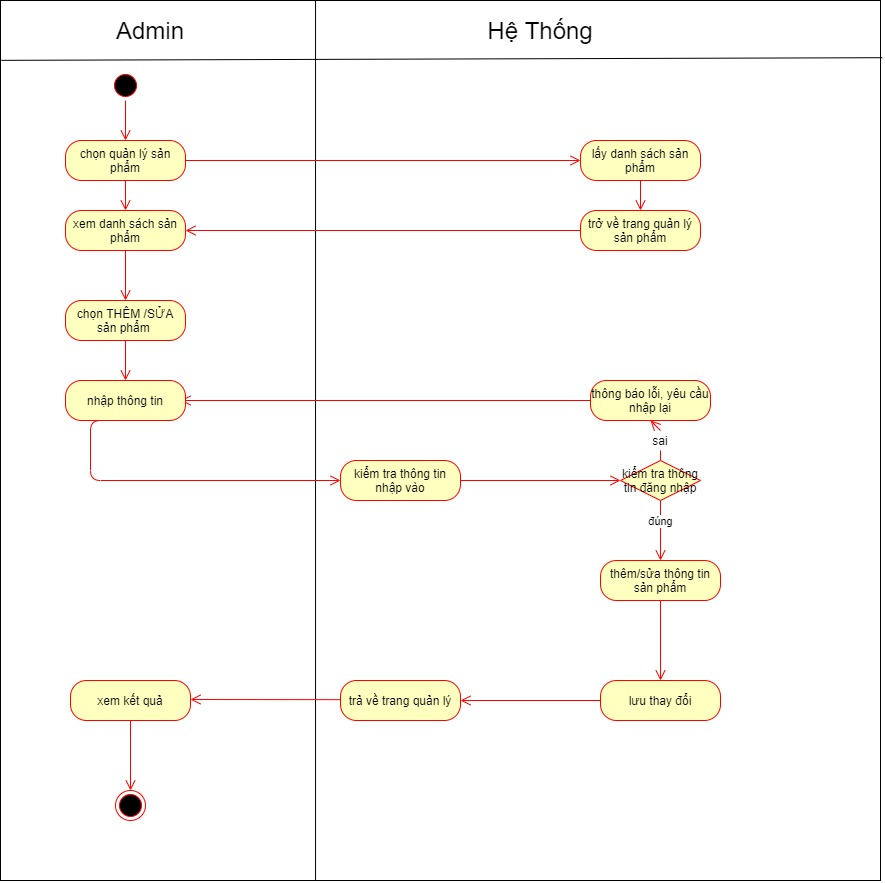 Admin
Hệ Thống
chọn quản lý sản
phẩm
lấy danh sách sản
phẩm
xem danh sách sản
phẩm
trở về trang quản lý
sản phẩm
chọn THÊM /SỬA
sản phẩm
nhập thông tin
thông báo lỗi, yêu cầu
nhập lại
sai
kiểm tra thông tin
nhập vào
kiểm tra thông
tin đăng nhập
đúng
thêm/sửa thông tin
sản phẩm
xem kết quả
trả về trang quản lý
lưu thay đổi